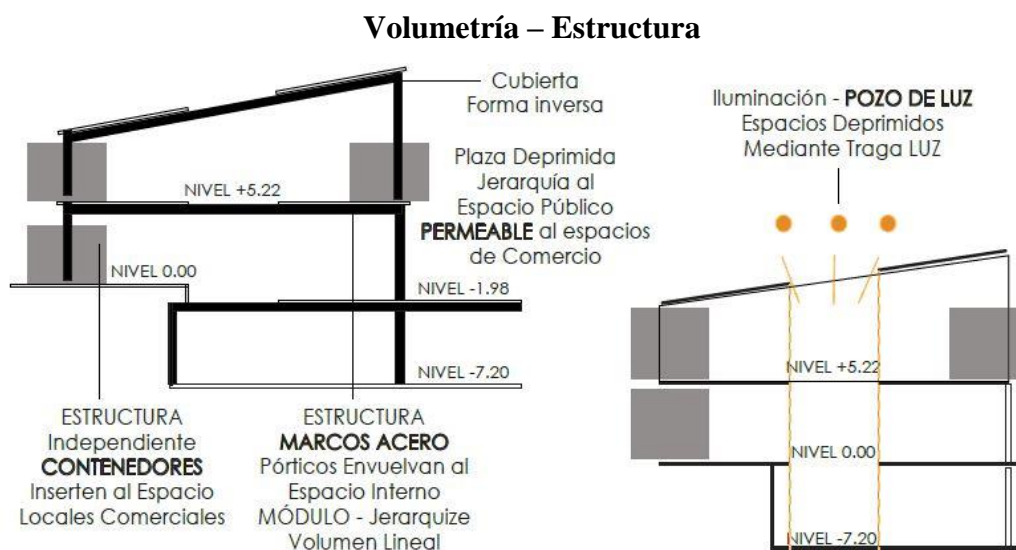 Volumetría – Estructura
Cubierta
Forma inversa
Plaza Deprimida
Jerarquía al
Espacio Público
PERMEABLE al espacios
de Comercio
NIVEL +5.22
NIVEL 0.00
NIVEL -1.98
NIVEL -7.20
ESTRUCTURA
Independiente
CONTENEDORES
Inserten al Espacio
Locales Comerciales
ESTRUCTURA
MARCOS ACERO
Pórticos Envuelvan al
Espacio Interno
MÓDULO - Jerarquize
Volumen Lineal
Iluminación - POZO DE LUZ
Espacios Deprimidos
Mediante Traga LUZ
NIVEL +5.22
NIVEL 0.00
NIVEL -7.20